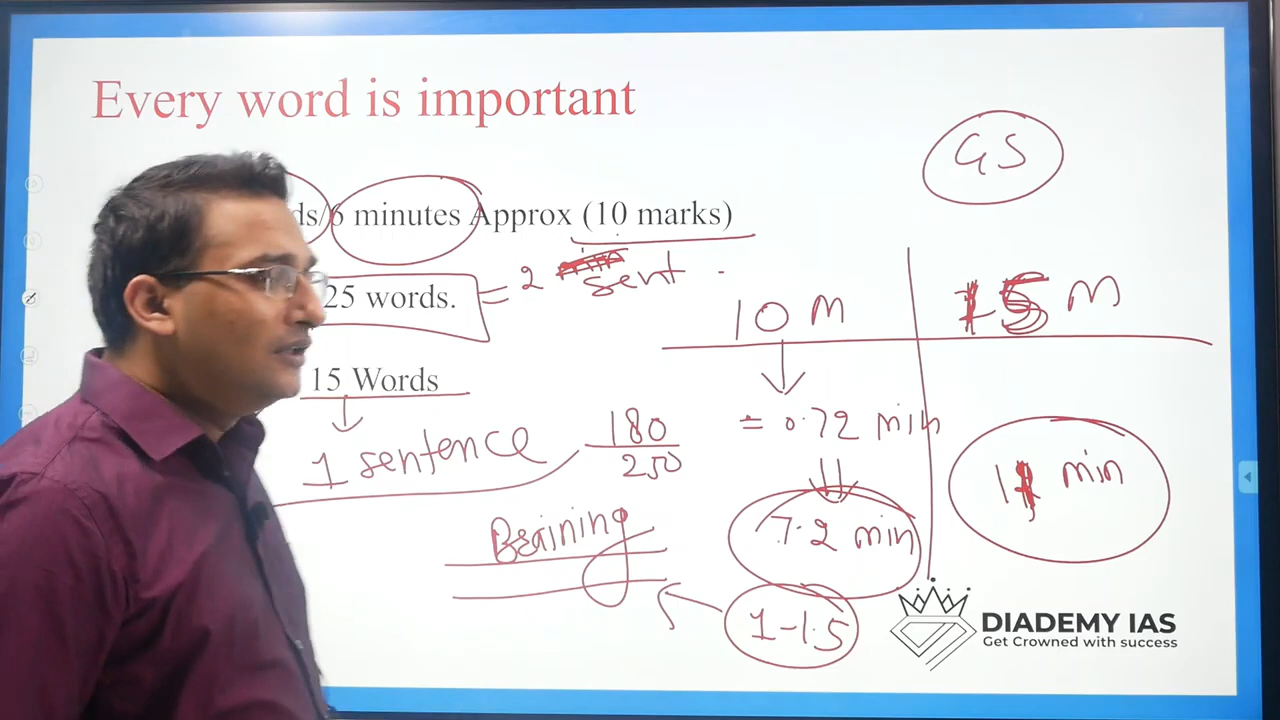 Every word is important
GS
ds/6 minutes Approx (10 marks)
25 words.
= 2 sent.
10 M
15 M
15 Words
1 sentence
180
250
= 0.72 min
7.2 min
11 min
1-1.5
DIADEMY IAS
Get Crowned with success